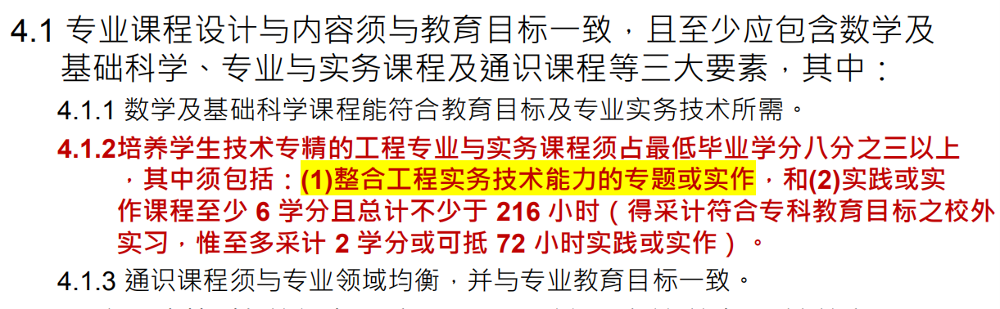 4.1 专业课程设计与内容须与教育目标一致，且至少应包含数学及
基础科学、专业与实务课程及通识课程等三大要素，其中：
4.1.1 数学及基础科学课程能符合教育目标及专业实务技术所需。
4.1.2培养学生技术专精的工程专业与实务课程须占最低毕业学分八分之三以上
，其中须包括：(1)整合工程实务技术能力的专题或实作，和(2)实践或实
作课程至少 6 学分且总计不少于 216 小时（得采计符合专科教育目标之校外
实习，惟至多采计 2 学分或可抵 72 小时实践或实作）。
4.1.3 通识课程须与专业领域均衡，并与专业教育目标一致。